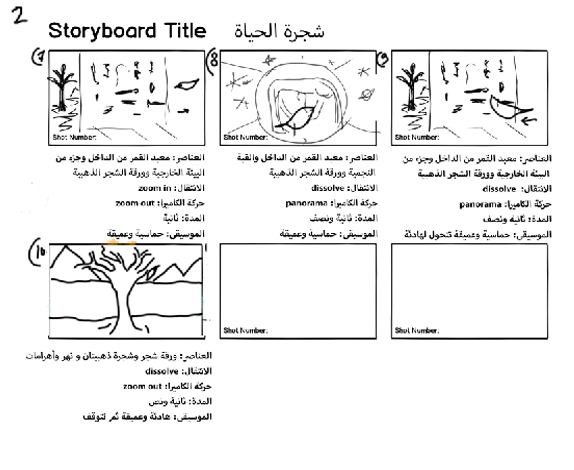 2
Storyboard Title شجرة الحياة
7
Shot Number:
العناصر: معبد القمر من الداخل وجزء من
البيئة الخارجية وورقة الشجر الذهبية
الانتقال: zoom in
حركة الكاميرا: zoom out
المدة: ثانية
الموسيقى: حماسية وعميقة
8
Shot Number:
العناصر: معبد القمر من الداخل والقبة
النجمية وورقة الشجر الذهبية
الانتقال: dissolve
حركة الكاميرا: panorama
المدة: ثانية ونصف
الموسيقى: حماسية وعميقة
9
Shot Number:
العناصر: معبد القمر من الداخل وجزء من
البيئة الخارجية وورقة الشجر الذهبية
الانتقال: dissolve
حركة الكاميرا: panorama
المدة: ثانية ونصف
الموسيقى: حماسية وعميقة تتحول لهادئة
10
العناصر: ورقة شجر وشجرة ذهبيتان و نهر وأهرامات
الانتقال: dissolve
حركة الكاميرا: zoom out
المدة: ثانية ونص
الموسيقى: هادئة وعميقة ثم تتوقف
Shot Number:
Shot Number: